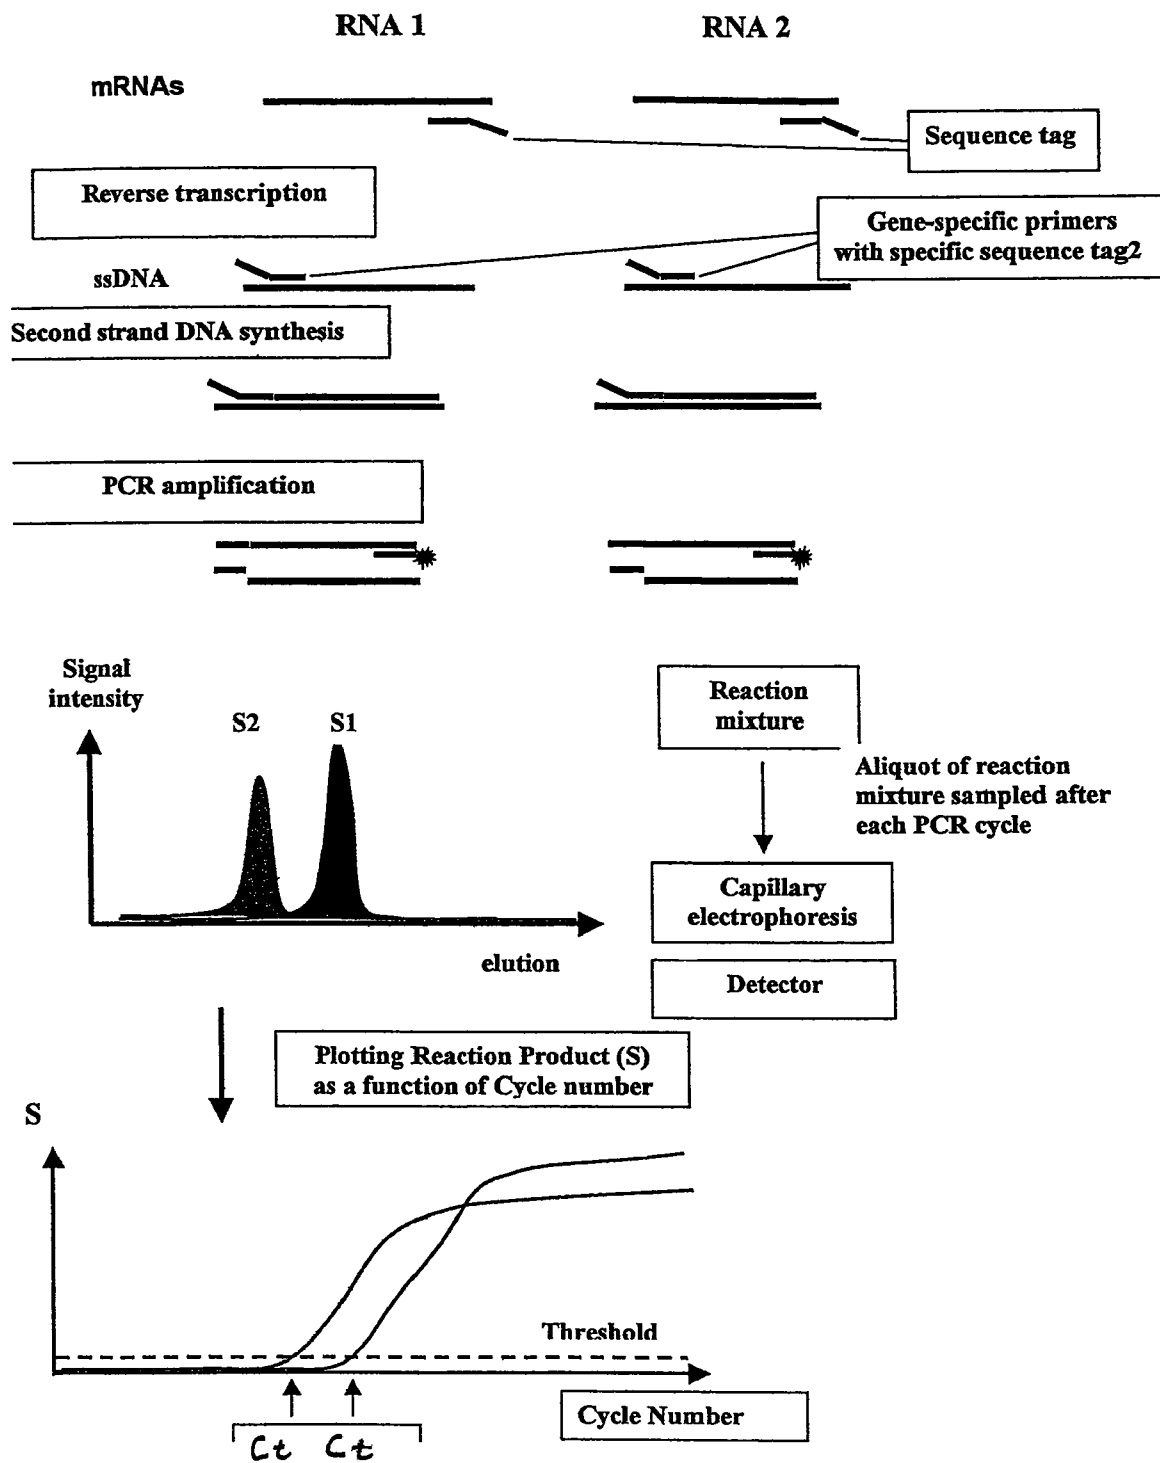 RNA 1
RNA 2
mRNAs
Sequence tag
Reverse transcription
Gene-specific primers
with specific sequence tag2
ssDNA
Second strand DNA synthesis
PCR amplification
Signal
intensity
S2
S1
Reaction
mixture
Aliquot of reaction
mixture sampled after
each PCR cycle
Capillary
electrophoresis
elution
Detector
Plotting Reaction Product (S)
as a function of Cycle number
S
Threshold
Cycle Number
Ct
Ct